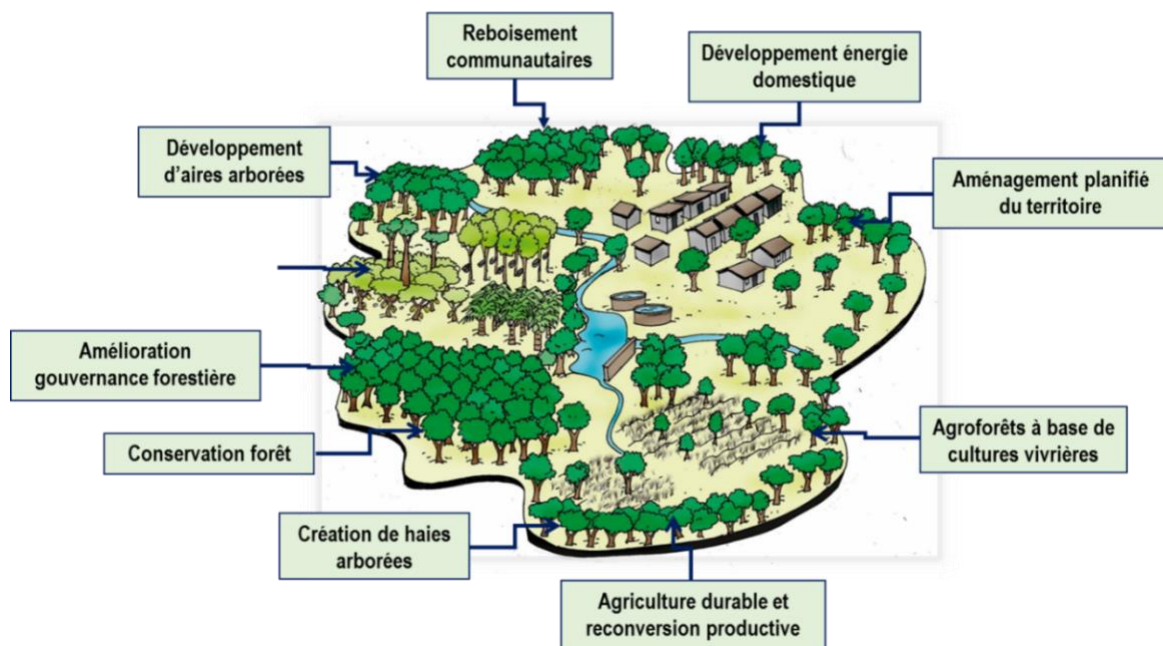 Reboisement
communautaires
Développement énergie
domestique
Développement
d'aires arborées
Aménagement planifié
du territoire
Amélioration
gouvernance forestière
Conservation forêt
Agroforêts à base de
cultures vivrières
Création de haies
arborées
Agriculture durable et
reconversion productive